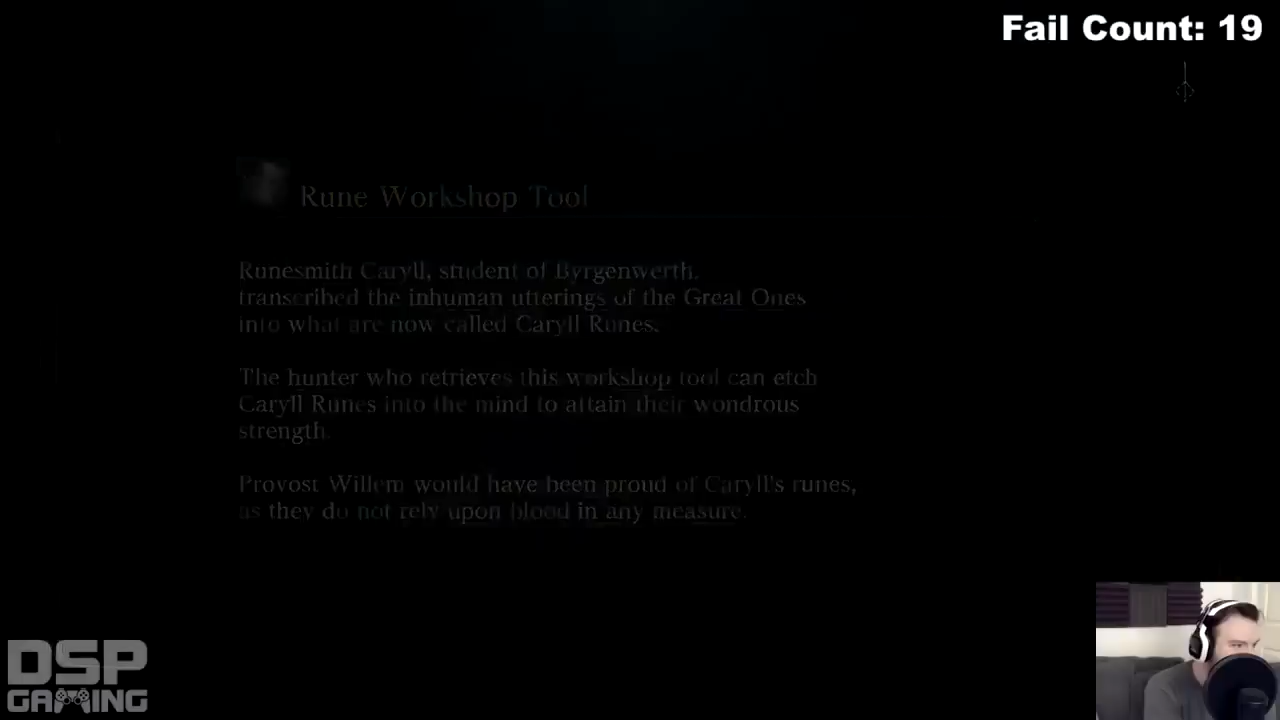 Fail Count: 19
Rune Workshop Tool
Runesmith Caryll, student of Byrgenwerth,
transcribed the inhuman utterings of the Great Ones
into what are now called Caryll Runes.
The hunter who retrieves this workshop tool can etch
Caryll Runes into the mind to attain their wondrous
strength.
Provost Willem would have been proud of Caryll's runes,
as they do not rely upon blood in any measure.
DSP
GAMING